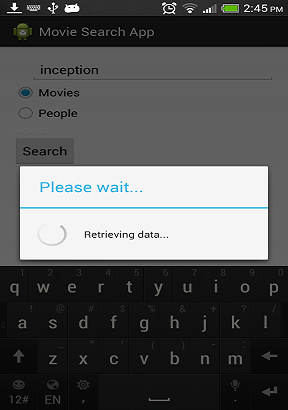 2:45 PM
Movie Search App
inception
Movies
People
Search
Please wait...
Retrieving data...
q w e r t y u i o p
a s d f g h j k l
z x c v b n m
12# EN